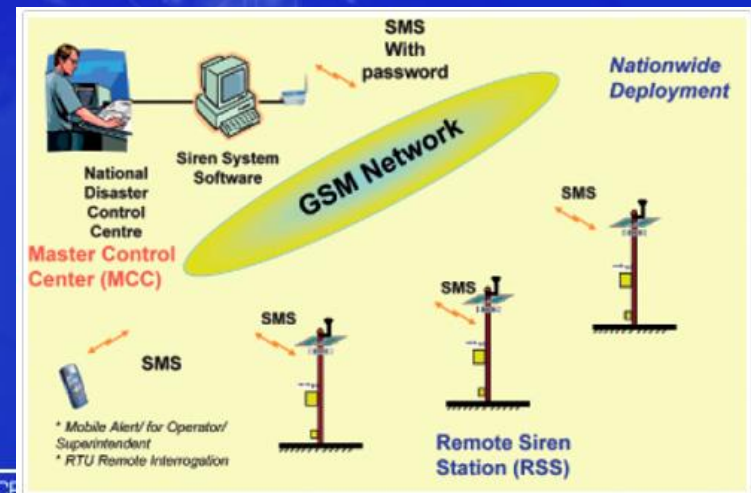 SMS
With
password
Nationwide
Deployment
National
Disaster
Control
Centre
Siren System
Software
GSM Network
Master Control
Center (MCC)
SMS
SMS
SMS
SMS
* Mobile Alert/ for Operator/
Superintendent
* RTU Remote Interrogation
Remote Siren
Station (RSS)